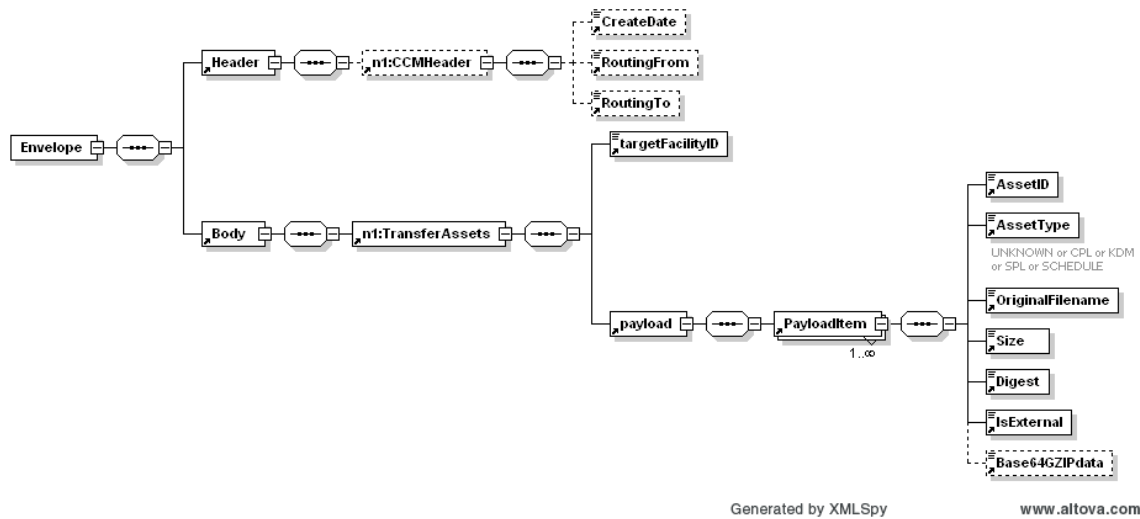 CreateDate
Header
n1:CCMHeader
RoutingFrom
RoutingTo
Envelope
targetFacilityID
Body
n1:TransferAssets
AssetID
AssetType
UNKNOWN or CPL or KDM
or SPL or SCHEDULE
OriginalFilename
payload
PayloadItem
1..∞
Size
Digest
IsExternal
Base64GZIPdata
Generated by XMLSpy
www.altova.com